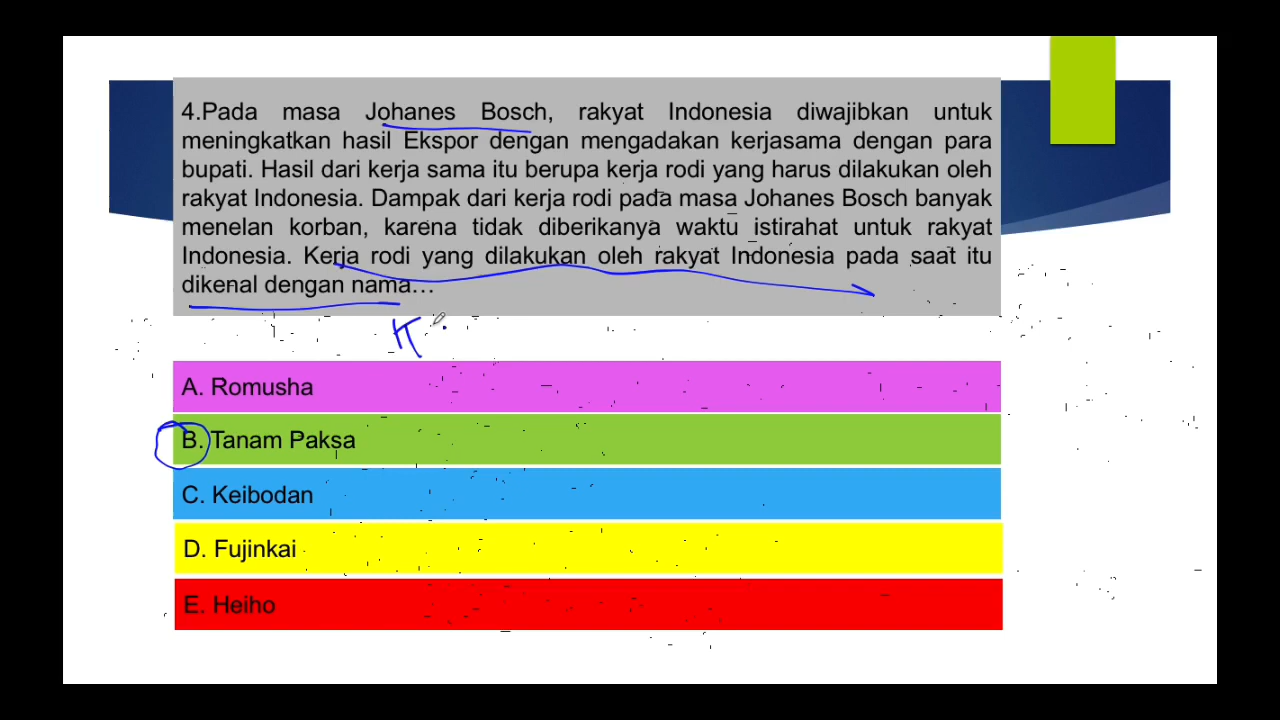 4.Pada masa Johanes Bosch, rakyat Indonesia diwajibkan untuk
meningkatkan hasil Ekspor dengan mengadakan kerjasama dengan para
bupati. Hasil dari kerja sama itu berupa kerja rodi yang harus dilakukan oleh
rakyat Indonesia. Dampak dari kerja rodi pada masa Johanes Bosch banyak
menelan korban, karena tidak diberikanya waktu istirahat untuk rakyat
Indonesia. Kerja rodi yang dilakukan oleh rakyat Indonesia pada saat itu
dikenal dengan nama…
A. Romusha
B. Tanam Paksa
C. Keibodan
D. Fujinkai
E. Heiho